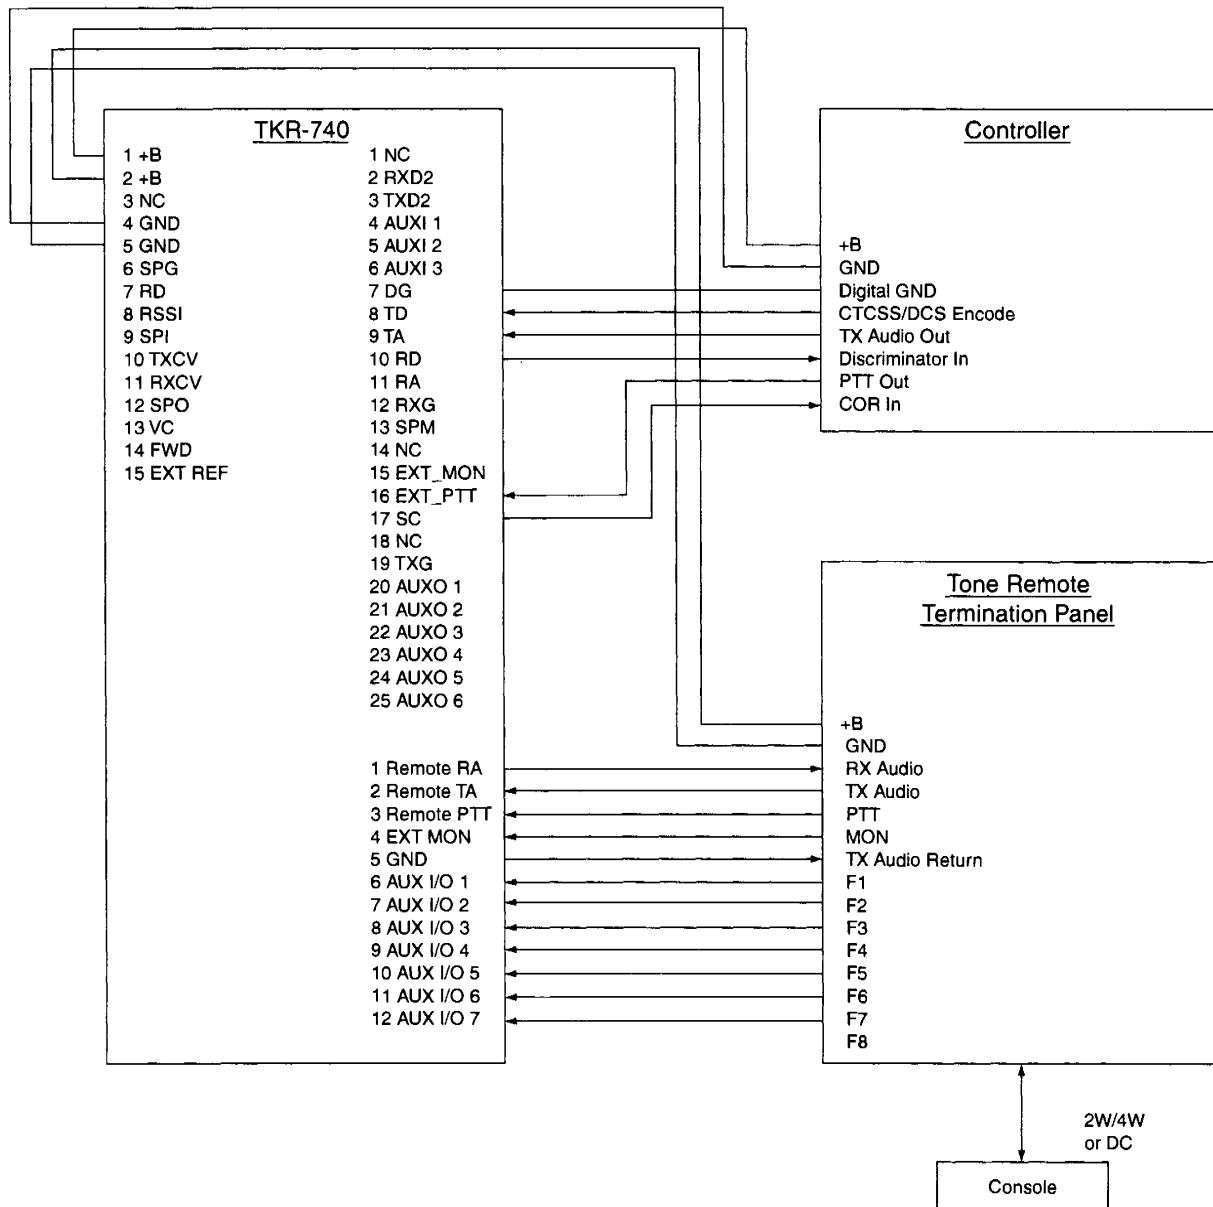 TKR-740
1 +B
2 +B
3 NC
4 GND
5 GND
6 SPG
7 RD
8 RSSI
9 SPI
10 TXCV
11 RXCV
12 SPO
13 VC
14 FWD
15 EXT REF
1 NC
2 RXD2
3 TXD2
4 AUXI 1
5 AUXI 2
6 AUXI 3
7 DG
8 TD
9 TA
10 RD
11 RA
12 RXG
13 SPM
14 NC
15 EXT_MON
16 EXT_PTT
17 SC
18 NC
19 TXG
20 AUXO 1
21 AUXO 2
22 AUXO 3
23 AUXO 4
24 AUXO 5
25 AUXO 6
1 Remote RA
2 Remote TA
3 Remote PTT
4 EXT MON
5 GND
6 AUX I/O 1
7 AUX I/O 2
8 AUX I/O 3
9 AUX I/O 4
10 AUX I/O 5
11 AUX I/O 6
12 AUX I/O 7
Controller
+B
GND
Digital GND
CTCSS/DCS Encode
TX Audio Out
Discriminator In
PTT Out
COR In
Tone Remote
Termination Panel
+B
GND
RX Audio
TX Audio
PTT
MON
TX Audio Return
F1
F2
F3
F4
F5
F6
F7
F8
2W/4W
or DC
Console